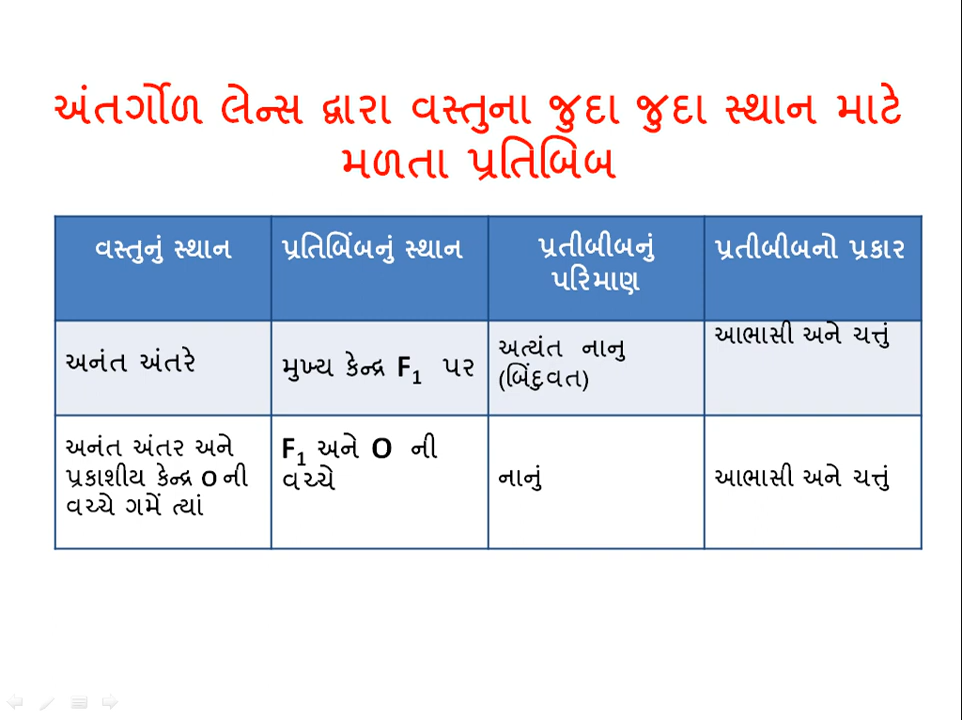 અંતર્ગોળ લેન્સ દ્વારા વસ્તુના જુદા જુદા સ્થાન માટે
મળતા પ્રતિબિબ
વસ્તુનું સ્થાન
પ્રતિબિંબનું સ્થાન
પ્રતીબીબનું
પરિમાણ
પ્રતીબીબનો પ્રકાર
અનંત અંતરે
મુખ્ય કેન્દ્ર F1 પર
અત્યંત નાનુ
(બિંદુવત)
આભાસી અને ચત્તું
અનંત અંતર અને
પ્રકાશીય કેન્દ્ર O ની
વચ્ચે ગમેં ત્યાં
F1 અને O ની
વચ્ચે
નાનું
આભાસી અને ચત્તું